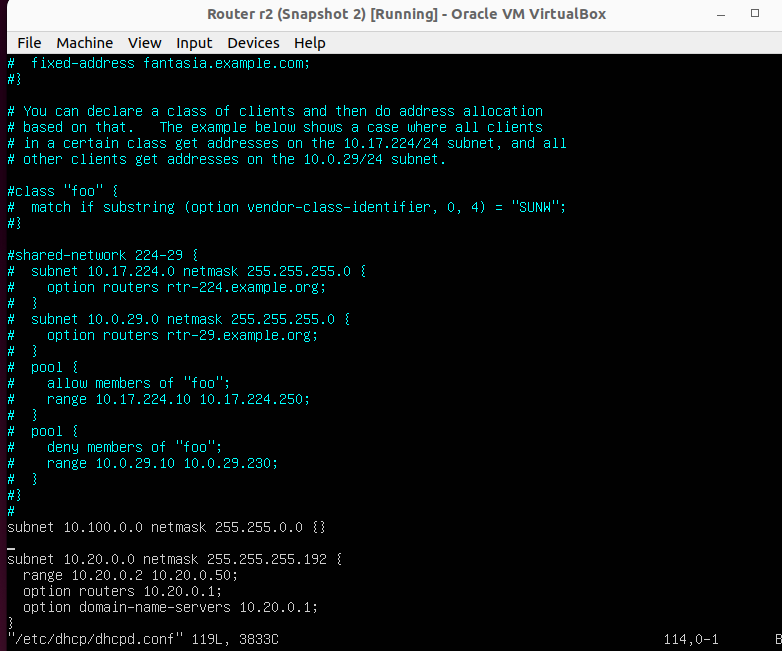 Router r2 (Snapshot 2) [Running] - Oracle VM VirtualBox
File Machine View Input Devices Help
#  fixed-address fantasia.example.com;
#}
# You can declare a class of clients and then do address allocation
# based on that.   The example below shows a case where all clients
# in a certain class get addresses on the 10.17.224/24 subnet, and all
# other clients get addresses on the 10.0.29/24 subnet.
#class "foo" {
#  match if substring (option vendor-class-identifier, 0, 4) = "SUNW";
#}
#shared-network 224-29 {
#  subnet 10.17.224.0 netmask 255.255.255.0 {
#    option routers rtr-224.example.org;
#  }
#  subnet 10.0.29.0 netmask 255.255.255.0 {
#    option routers rtr-29.example.org;
#  }
#  pool {
#    allow members of "foo";
#    range 10.17.224.10 10.17.224.250;
#  }
#  pool {
#    deny members of "foo";
#    range 10.0.29.10 10.0.29.230;
#  }
#}
#
subnet 10.100.0.0 netmask 255.255.0.0 {}
subnet 10.20.0.0 netmask 255.255.255.192 {
  range 10.20.0.2 10.20.0.50;
  option routers 10.20.0.1;
  option domain-name-servers 10.20.0.1;
}
"/etc/dhcp/dhcpd.conf" 119L, 3833C 114,0-1 B